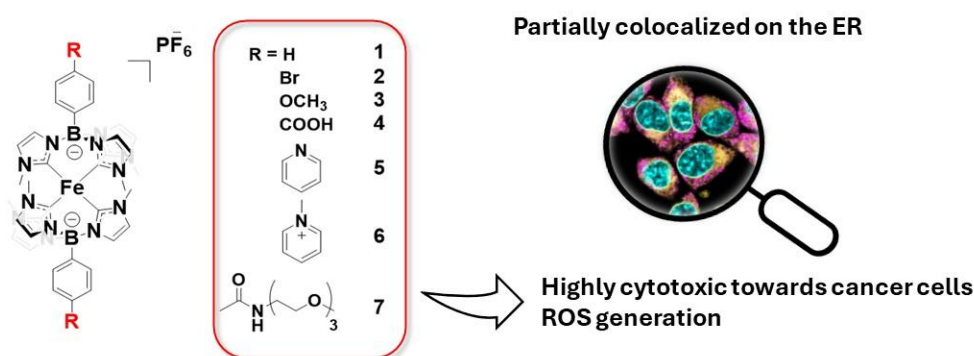 Partially colocalized on the ER
R
PF6
–
R = H 1
Br 2
OCH3 3
COOH 4
N 5
N
+ 6
O
N
H
O
3 7
B
–
N N N N
N N N N
Fe
N N N N
N N N N
B
–
R
Highly cytotoxic towards cancer cells
ROS generation